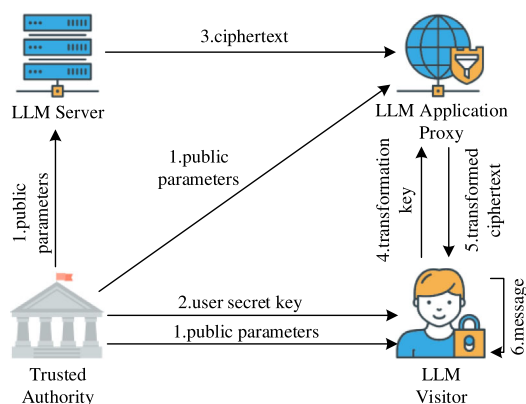 3.ciphertext
LLM Server
LLM Application
Proxy
1.public
parameters
1.public
parameters
4.transformation
key
5.transformed
ciphertext
2.user secret key
1.public parameters
6.message
Trusted
Authority
LLM
Visitor